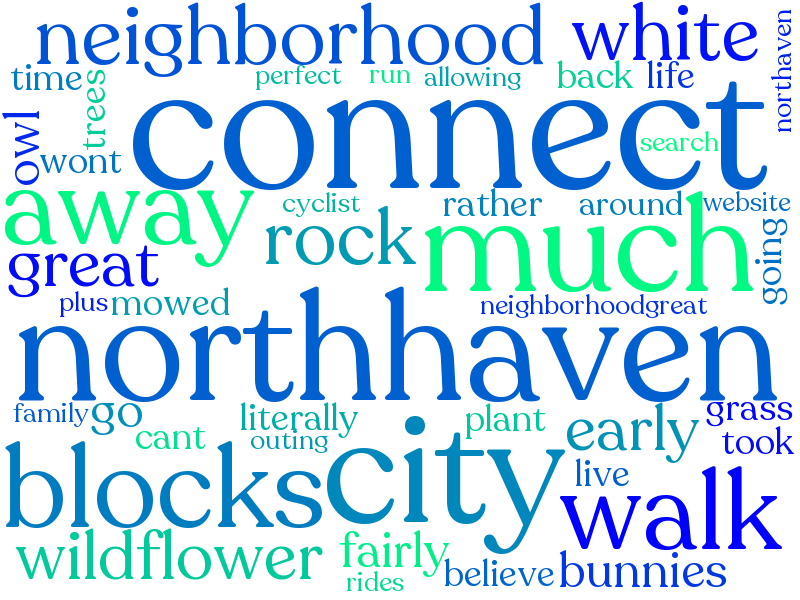 neighborhood white northaven
time perfect run allowing back life
trees
owl connect
wont search
away cyclist rather around website
rock much going
great
plus mowed neighborhoodgreat
northhaven
family go literally plant early grass
cant outing took
blocks city live
walk
wildflower fairly believe bunnies
rides